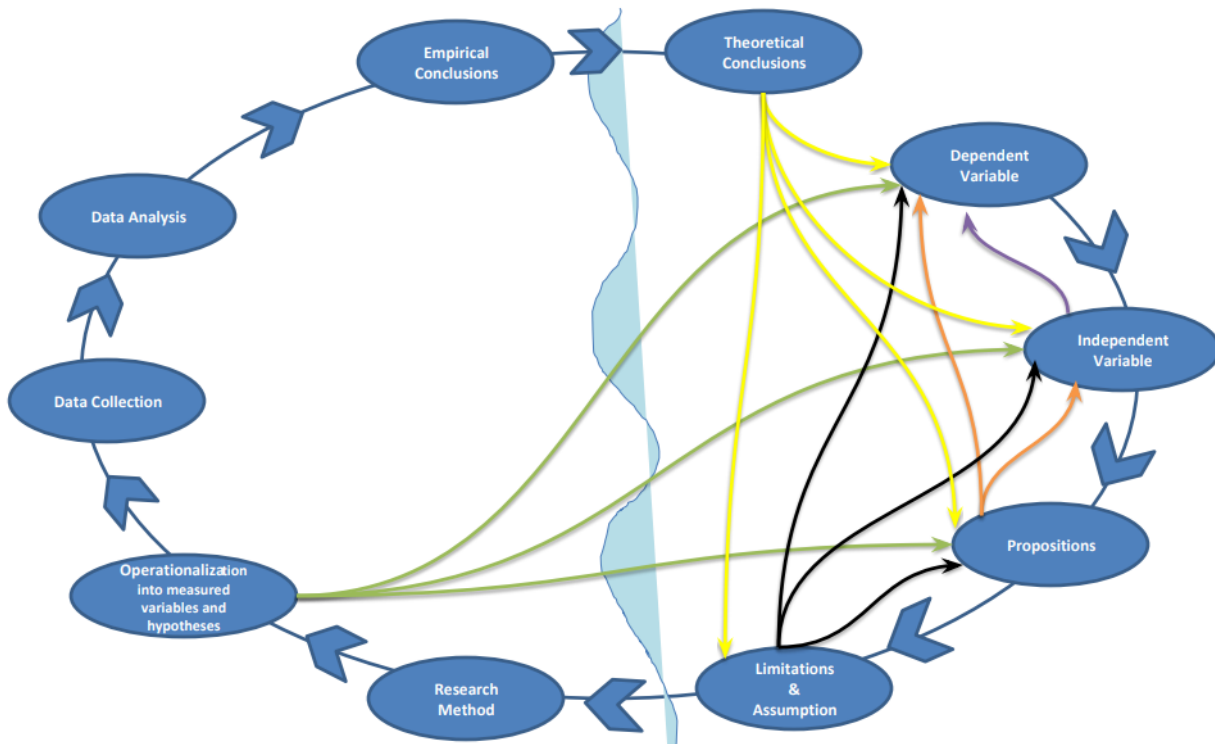 Empirical
Conclusions
Theoretical
Conclusions
Dependent
Variable
Independent
Variable
Propositions
Limitations
&
Assumption
Research
Method
Operationalization
into measured
variables and
hypotheses
Data Collection
Data Analysis